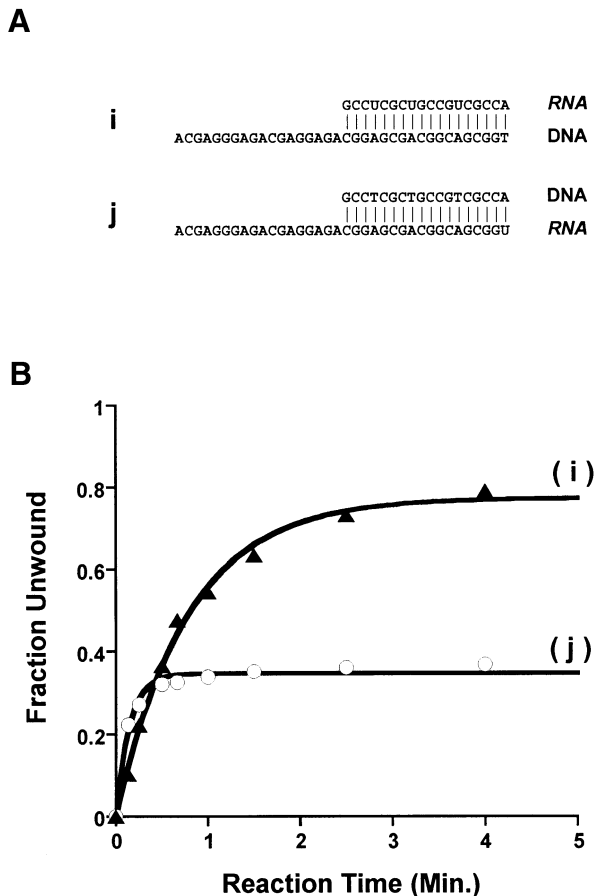 A
i
GCCUCGCUGCCGUCGCCA RNA
ACGAGGGAGACGAGGAGACGGAGCGACGGCAGCGGT DNA
j
GCCTCGCTGCCGTCGCCA DNA
ACGAGGGAGACGAGGAGACGGAGCGACGGCAGCGGU RNA
B
Fraction Unwound
1
0.8
0.6
0.4
0.2
0
( i )
( j )
0 1 2 3 4 5
Reaction Time (Min.)